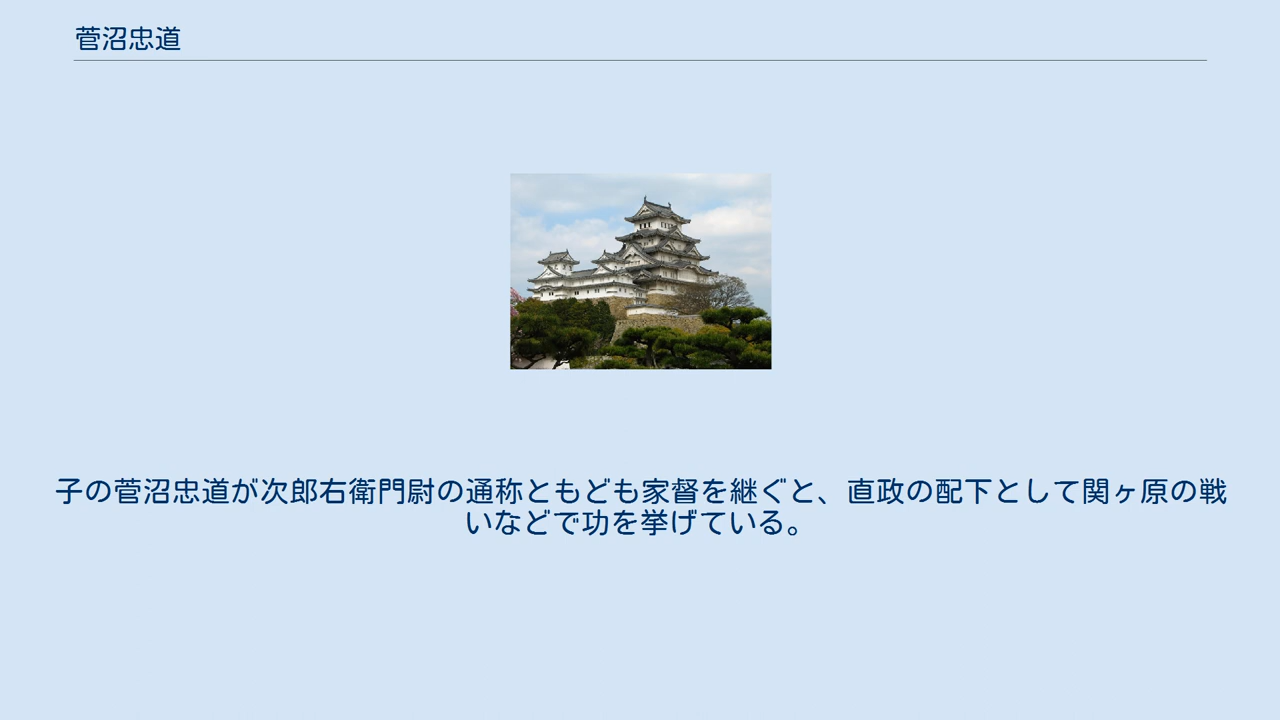 菅沼忠道
子の菅沼忠道が次郎右衛門尉の通称ともども家督を継ぐと、直政の配下として関ヶ原の戦
いなどで功を挙げている。